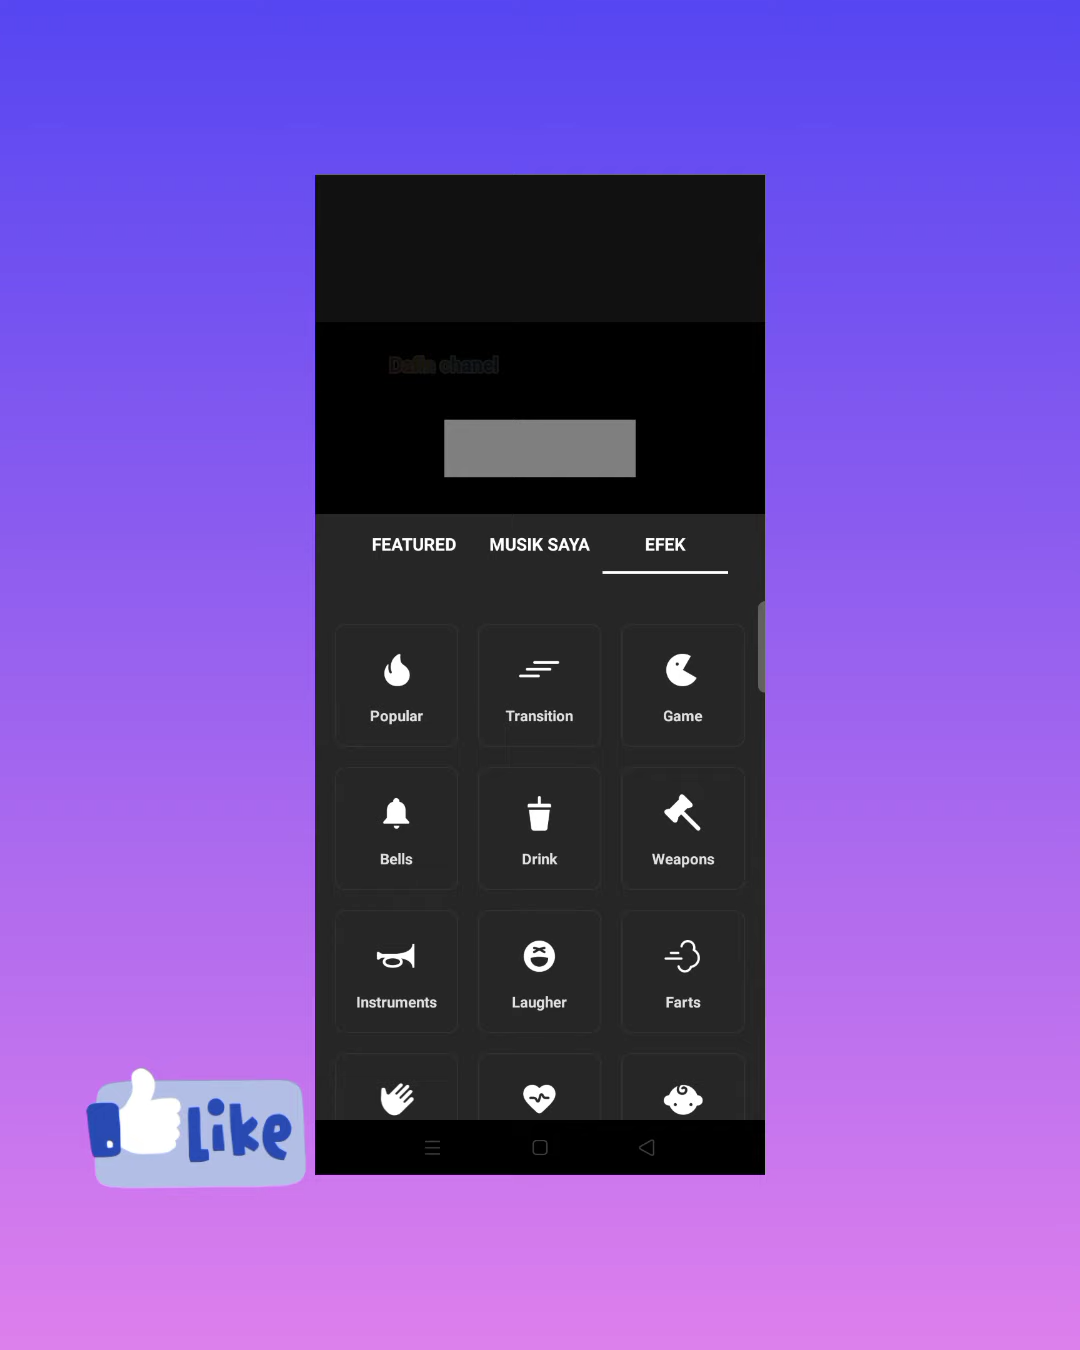 Dafin chanel
FEATURED MUSIK SAYA EFEK
Popular Transition Game
Bells Drink Weapons
Instruments Laugher Farts
Like